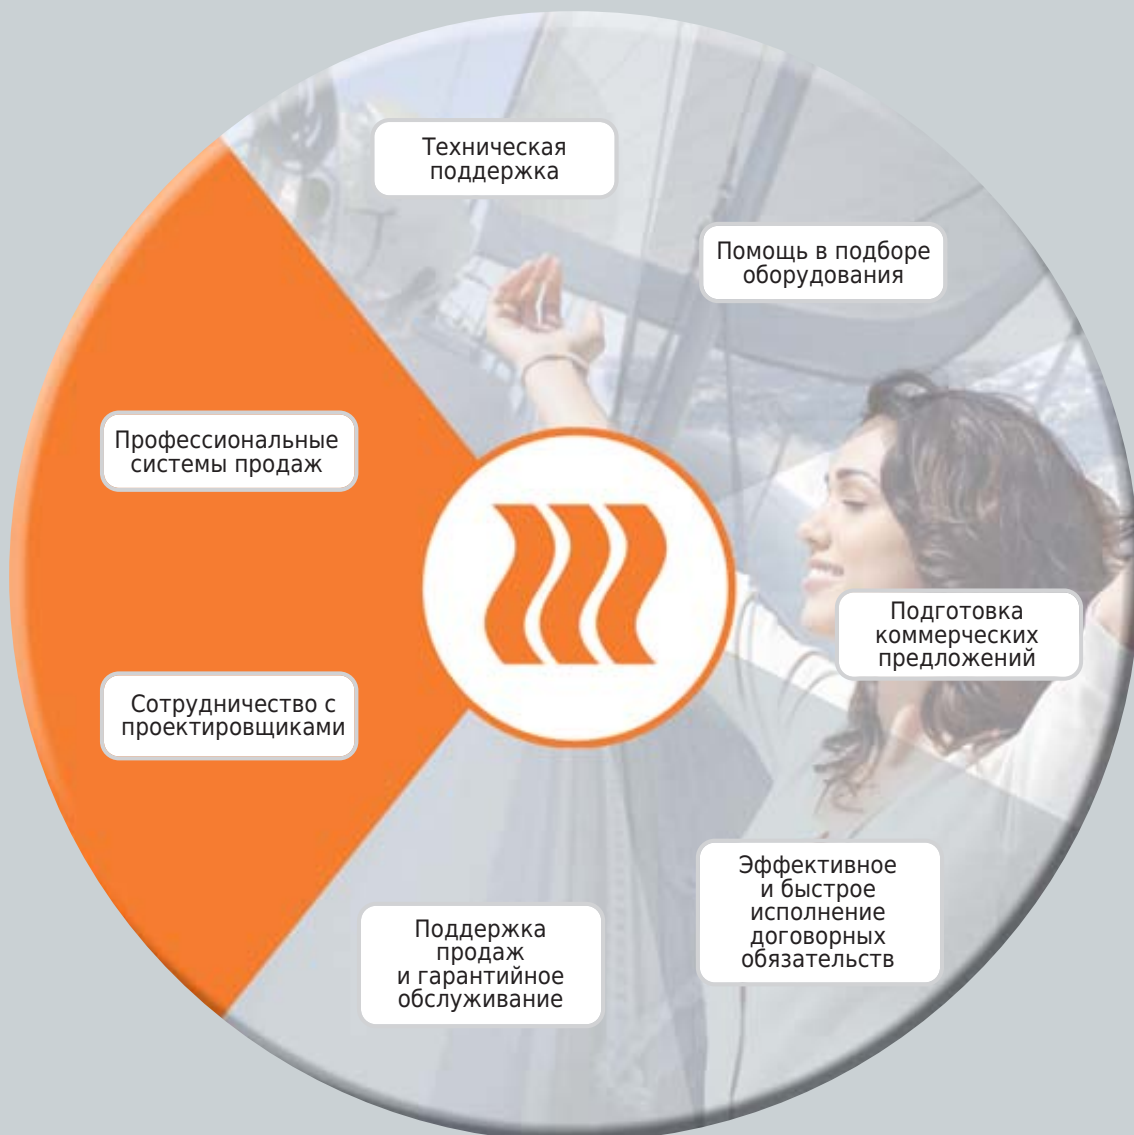 Техническая
поддержка
Помощь в подборе
оборудования
Профессиональные
системы продаж
Подготовка
коммерческих
предложений
Сотрудничество с
проектировщиками
Эффективное
и быстрое
исполнение
договорных
обязательств
Поддержка
продаж
и гарантийное
обслуживание